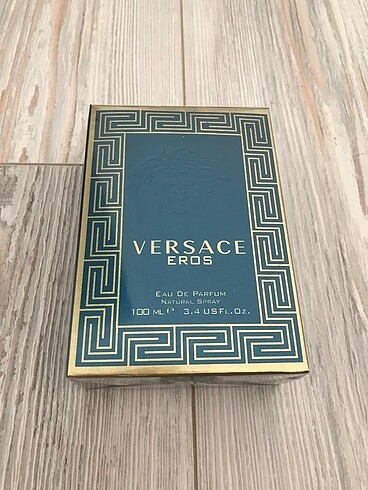 VERSACE
EROS
EAU DE PARFUM
NATURAL SPRAY
100 ML ℮ 3.4 US FL.OZ.